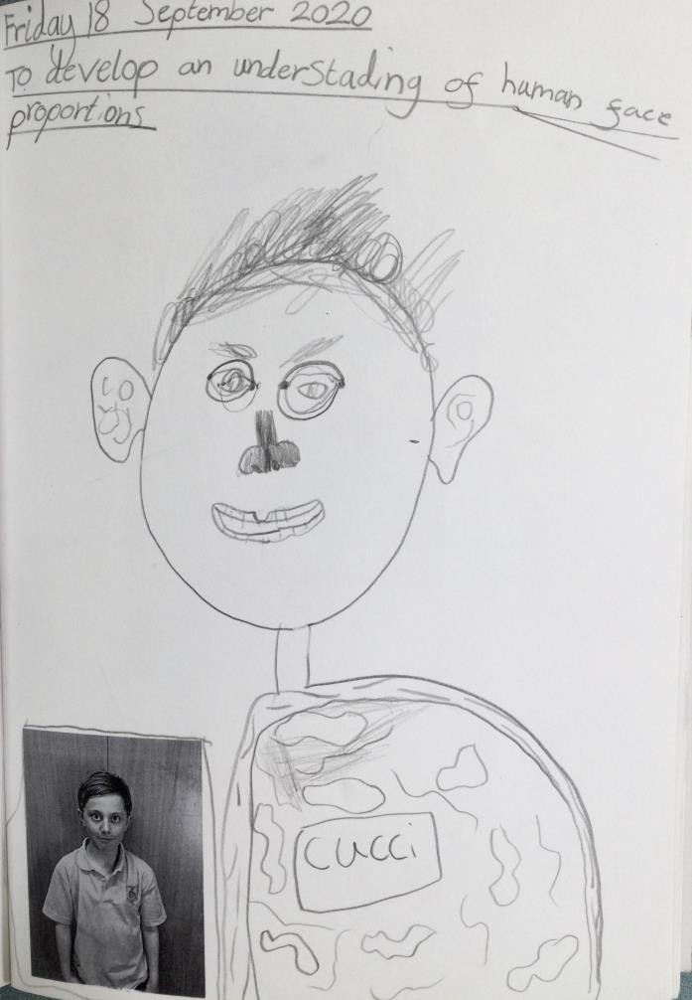 Friday 18 September 2020
To develop an understading of human face
proportions
cucci